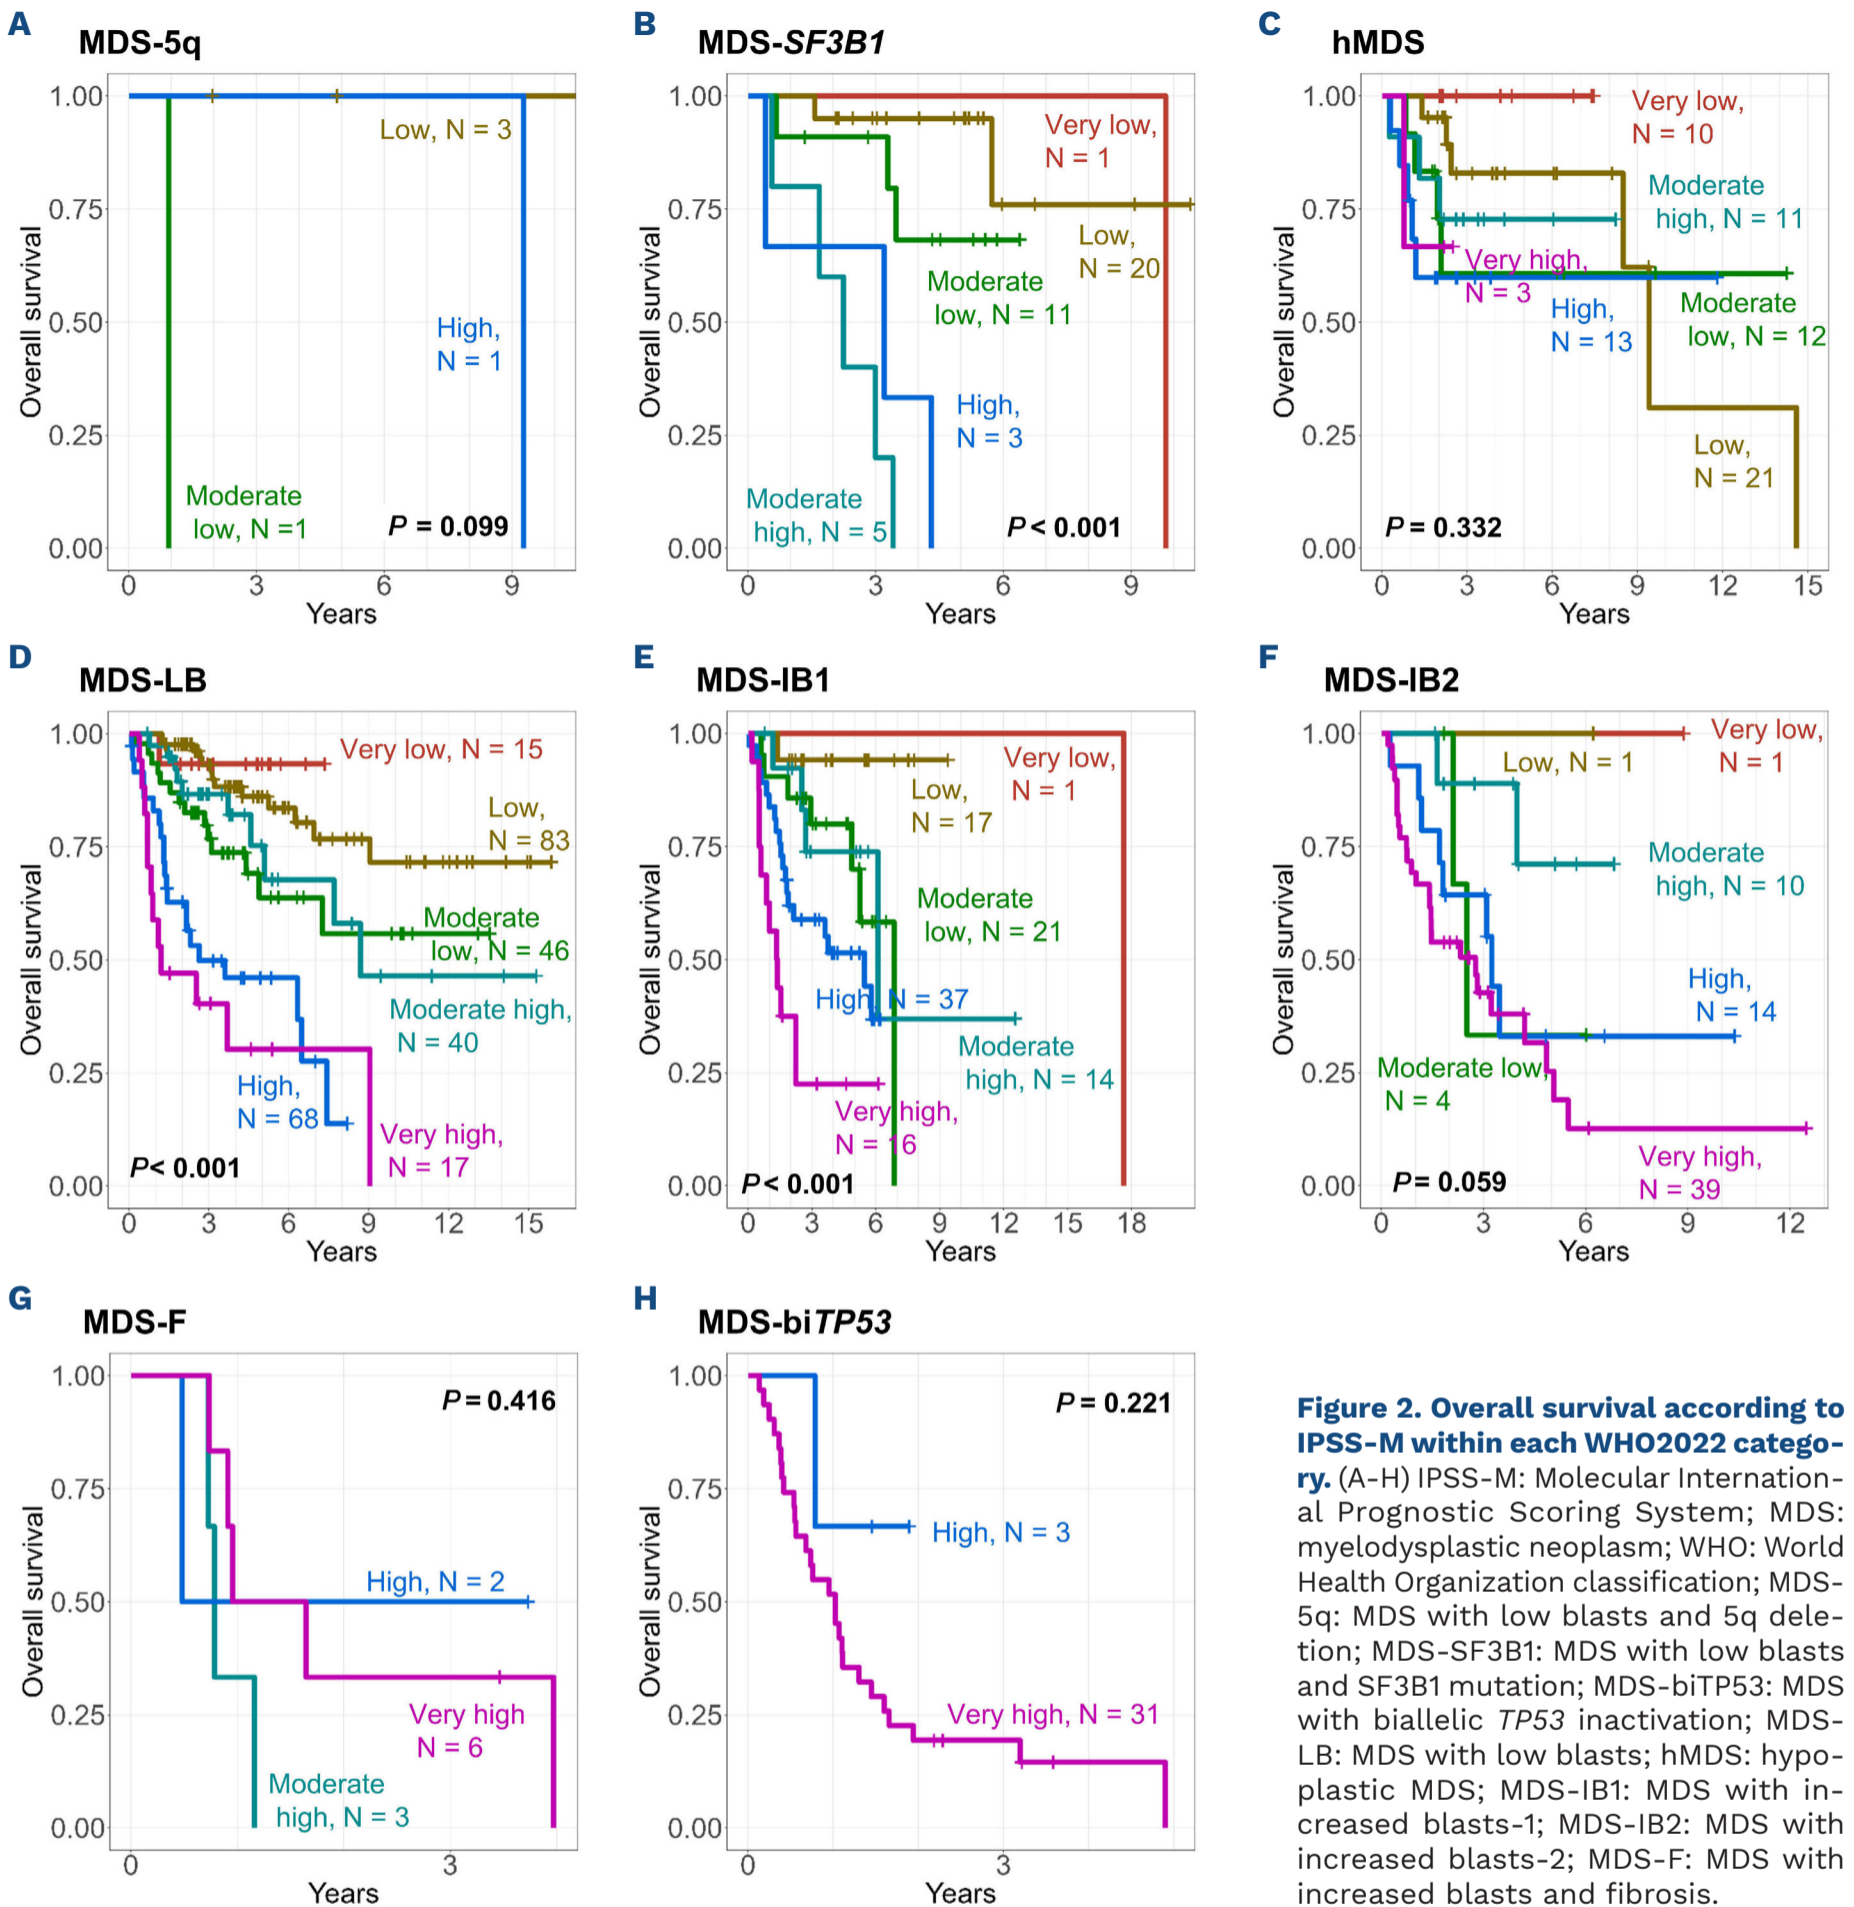 A
MDS-5q
1.00
0.75
0.50
0.25
0.00
Overall survival
Low, N = 3
High,
N = 1
Moderate
low, N =1
P = 0.099
0 3 6 9
Years
B
MDS-SF3B1
1.00
0.75
0.50
0.25
0.00
Overall survival
Very low,
N = 1
Low,
N = 20
Moderate
low, N = 11
High,
N = 3
Moderate
high, N = 5
P < 0.001
0 3 6 9
Years
C
hMDS
1.00
0.75
0.50
0.25
0.00
Overall survival
Very low,
N = 10
Moderate
high, N = 11
Very high,
N = 3
High,
N = 13
Moderate
low, N = 12
Low,
N = 21
P = 0.332
0 3 6 9 12 15
Years
D
MDS-LB
1.00
0.75
0.50
0.25
0.00
Overall survival
Very low, N = 15
Low,
N = 83
Moderate
low, N = 46
Moderate high,
N = 40
High,
N = 68
Very high,
N = 17
P< 0.001
0 3 6 9 12 15
Years
E
MDS-IB1
1.00
0.75
0.50
0.25
0.00
Overall survival
Very low,
N = 1
Low,
N = 17
Moderate
low, N = 21
High, N = 37
Moderate
high, N = 14
Very high,
N = 16
P < 0.001
0 3 6 9 12 15 18
Years
F
MDS-IB2
1.00
0.75
0.50
0.25
0.00
Overall survival
Very low,
N = 1
Low, N = 1
Moderate
high, N = 10
High,
N = 14
Moderate low,
N = 4
Very high,
N = 39
P = 0.059
0 3 6 9 12
Years
G
MDS-F
1.00
0.75
0.50
0.25
0.00
Overall survival
P = 0.416
High, N = 2
Very high
N = 6
Moderate
high, N = 3
0 3
Years
H
MDS-biTP53
1.00
0.75
0.50
0.25
0.00
Overall survival
P = 0.221
High, N = 3
Very high, N = 31
0 3
Years
Figure 2. Overall survival according to
IPSS-M within each WHO2022 catego-
ry. (A-H) IPSS-M: Molecular Internation-
al Prognostic Scoring System; MDS:
myelodysplastic neoplasm; WHO: World
Health Organization classification; MDS-
5q: MDS with low blasts and 5q dele-
tion; MDS-SF3B1: MDS with low blasts
and SF3B1 mutation; MDS-biTP53: MDS
with biallelic TP53 inactivation; MDS-
LB: MDS with low blasts; hMDS: hypo-
plastic MDS; MDS-IB1: MDS with in-
creased blasts-1; MDS-IB2: MDS with
increased blasts-2; MDS-F: MDS with
increased blasts and fibrosis.